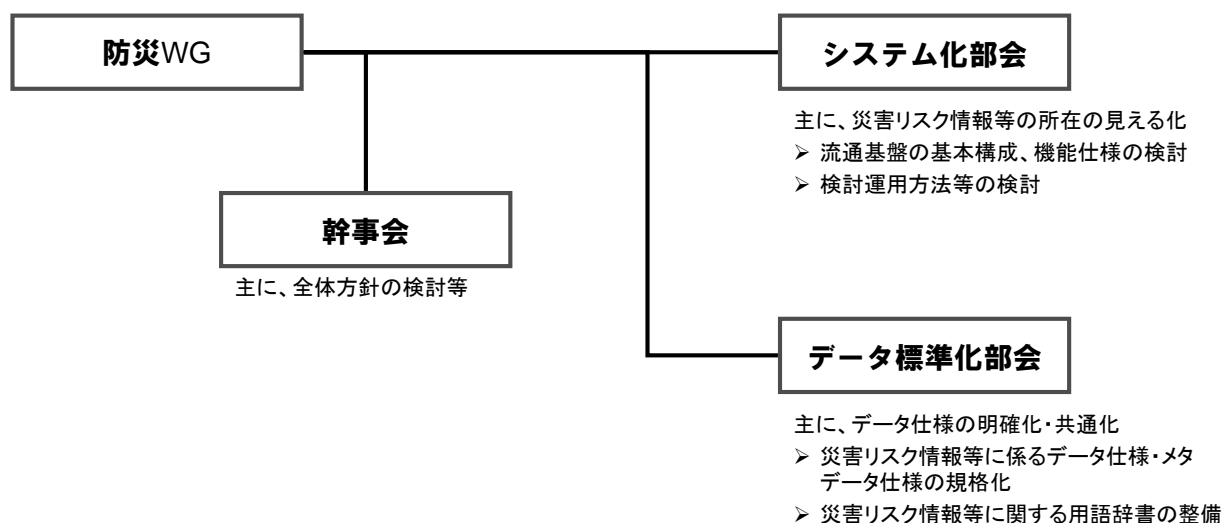 防災WG
システム化部会
主に、災害リスク情報等の所在の見える化
➢ 流通基盤の基本構成、機能仕様の検討
➢ 検討運用方法等の検討
幹事会
主に、全体方針の検討等
データ標準化部会
主に、データ仕様の明確化・共通化
➢ 災害リスク情報等に係るデータ仕様・メタ
データ仕様の規格化
➢ 災害リスク情報等に関する用語辞書の整備